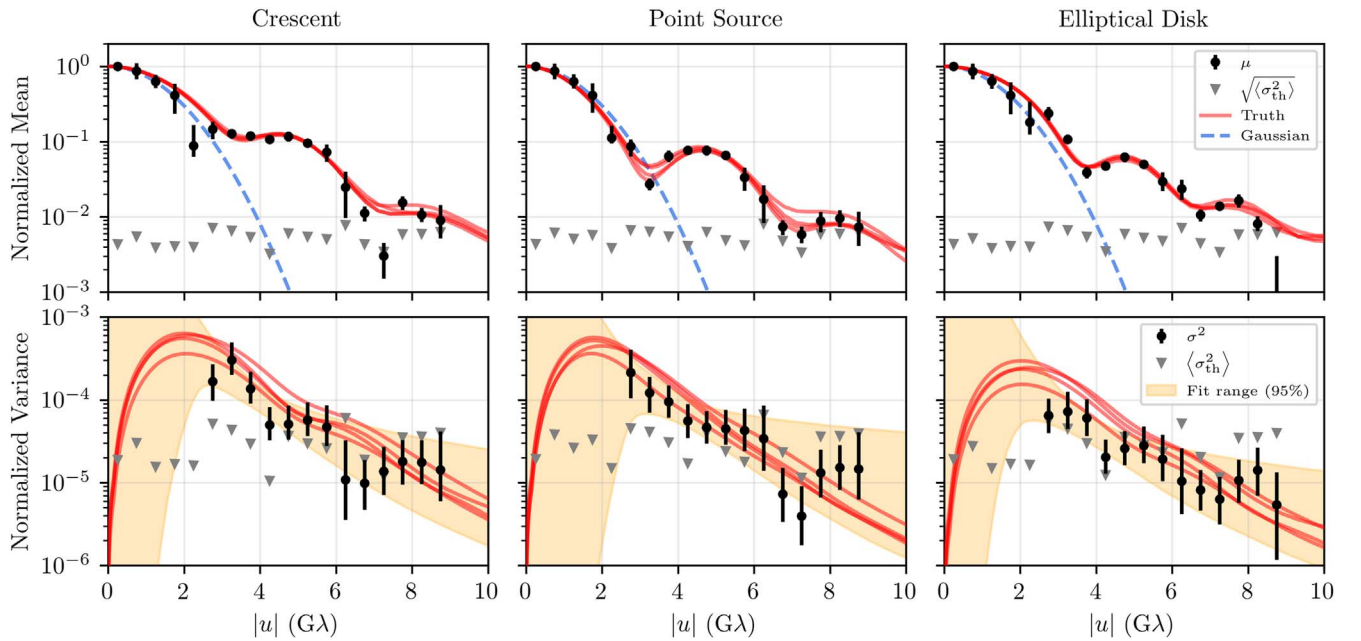 Crescent
Point Source
Elliptical Disk
Normalized Mean
10⁰
10⁻¹
10⁻²
10⁻³
μ
√⟨σ²_th⟩
Truth
Gaussian
Normalized Variance
10⁻³
10⁻⁴
10⁻⁵
10⁻⁶
σ²
⟨σ²_th⟩
Fit range (95%)
0 2 4 6 8 10
0 2 4 6 8 10
0 2 4 6 8 10
|u| (Gλ)
|u| (Gλ)
|u| (Gλ)